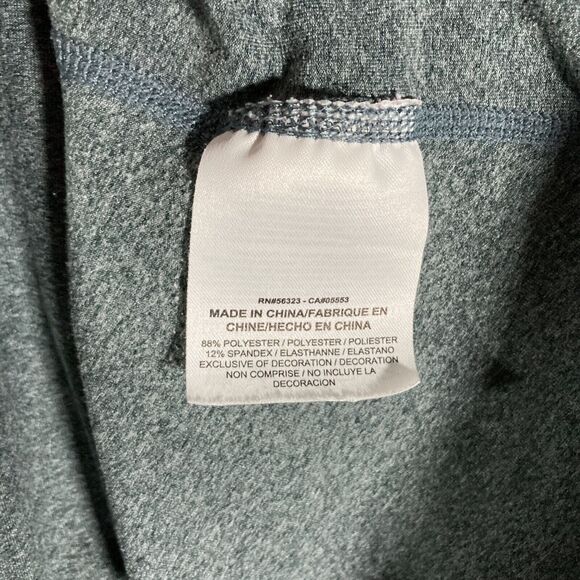 RN#56323 - CA#05553
MADE IN CHINA/FABRIQUE EN
CHINE/HECHO EN CHINA
88% POLYESTER / POLYESTER / POLIESTER
12% SPANDEX / ELASTHANNE / ELASTANO
EXCLUSIVE OF DECORATION / DECORATION
NON COMPRISE / NO INCLUYE LA
DECORACION